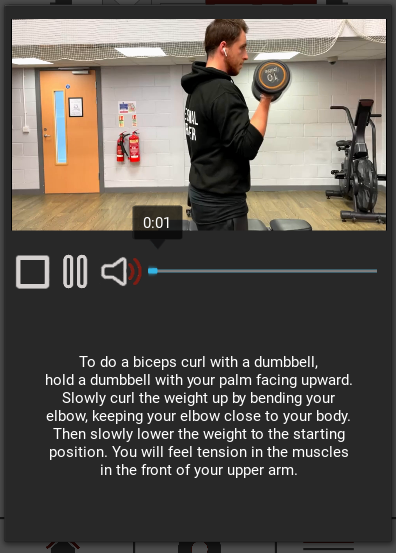 10
0:01
To do a biceps curl with a dumbbell,
hold a dumbbell with your palm facing upward.
Slowly curl the weight up by bending your
elbow, keeping your elbow close to your body.
Then slowly lower the weight to the starting
position. You will feel tension in the muscles
in the front of your upper arm.